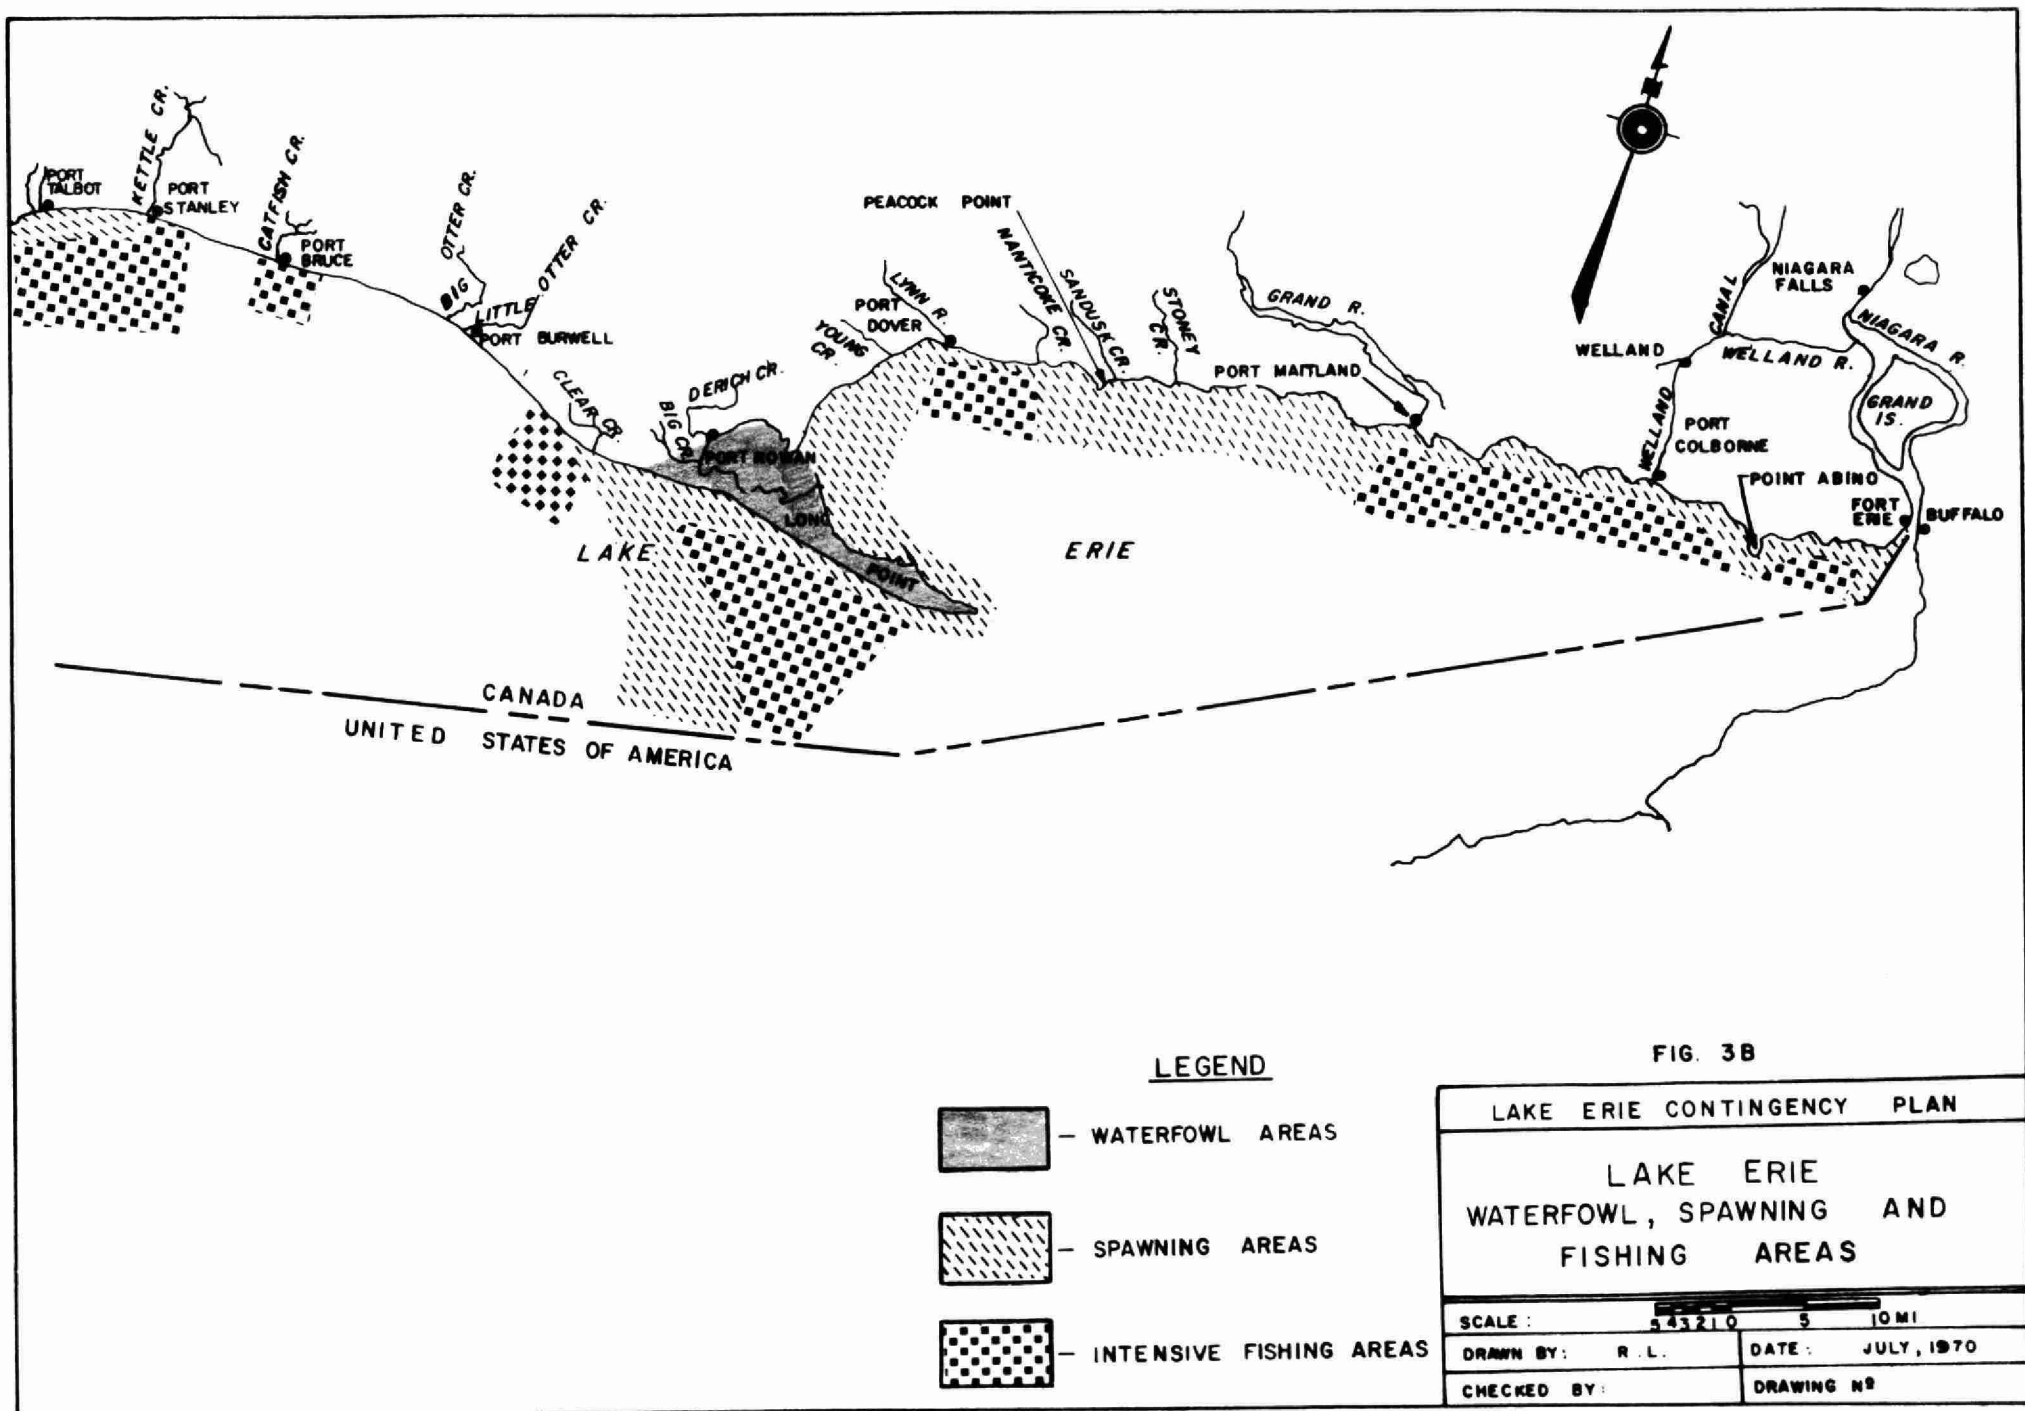 KETTLE CR.
PORT
TALBOT
PORT
STANLEY
CATFISH CR.
PORT
BRUCE
BIG OTTER CR.
LITTLE OTTER CR.
PORT BURWELL
CLEAR CR.
BIG CR.
DERICH CR.
PORT ROWAN
LONG
POINT
YOUNG
CR.
LYNN R.
PORT
DOVER
PEACOCK POINT
NANTICOKE CR.
SANDUSK CR.
STONEY
CR.
GRAND R.
PORT MAITLAND
N
WELLAND
CANAL
WELLAND
WELLAND R.
NIAGARA
FALLS
NIAGARA R.
GRAND
IS.
PORT
COLBORNE
POINT ABINO
FORT
ERIE
BUFFALO
LAKE ERIE
CANADA
UNITED STATES OF AMERICA
LEGEND
– WATERFOWL AREAS
– SPAWNING AREAS
– INTENSIVE FISHING AREAS
FIG. 3B
LAKE ERIE CONTINGENCY PLAN
LAKE ERIE
WATERFOWL, SPAWNING AND
FISHING AREAS
SCALE: 5 4 3 2 1 0 5 10 MI
DRAWN BY: R.L. DATE: JULY, 1970
CHECKED BY: DRAWING Nº